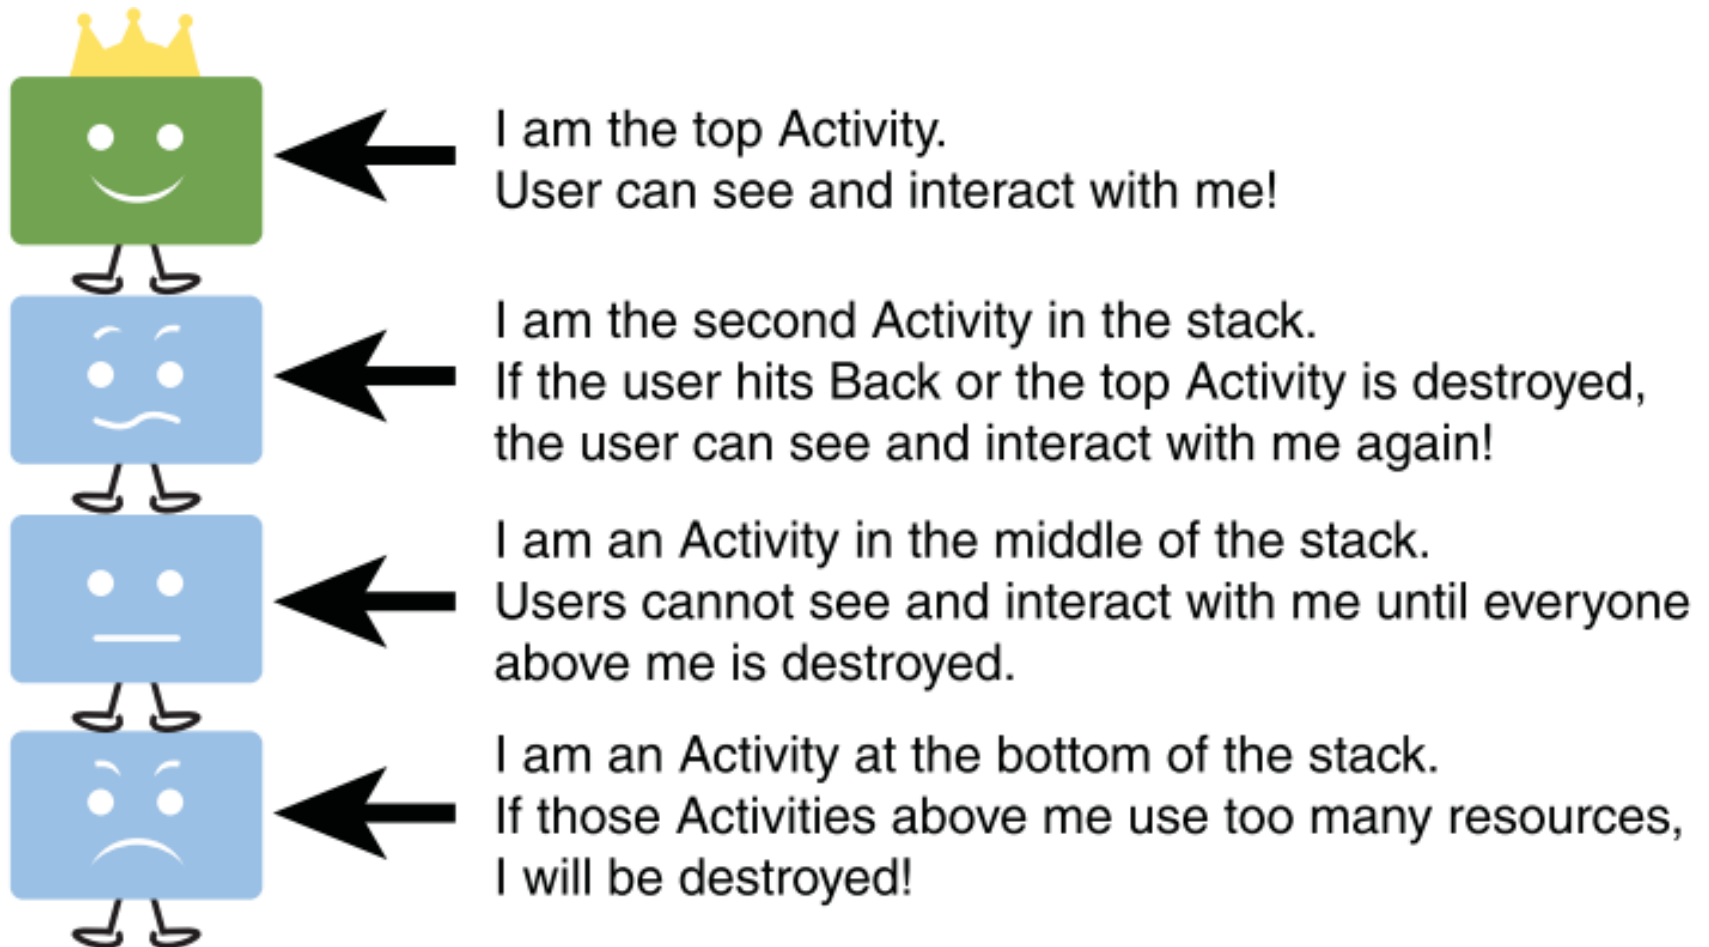 I am the top Activity.
User can see and interact with me!
I am the second Activity in the stack.
If the user hits Back or the top Activity is destroyed,
the user can see and interact with me again!
I am an Activity in the middle of the stack.
Users cannot see and interact with me until everyone
above me is destroyed.
I am an Activity at the bottom of the stack.
If those Activities above me use too many resources,
I will be destroyed!